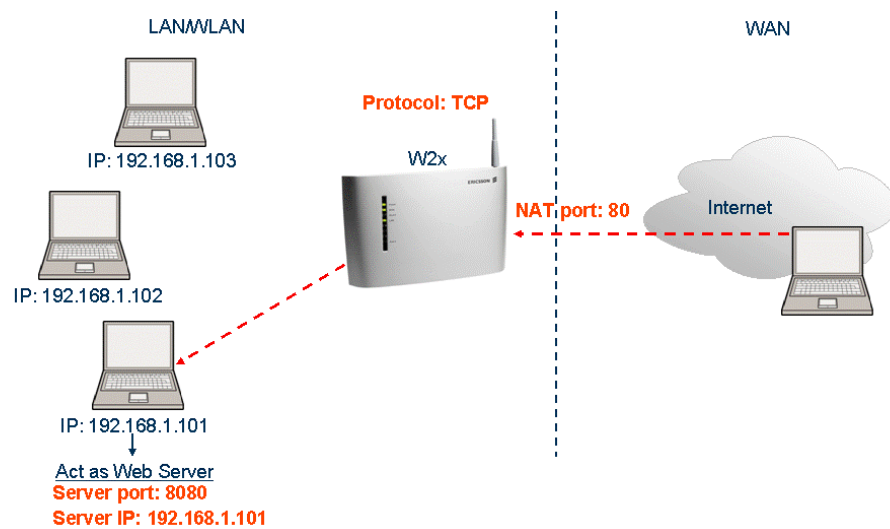 LAN/WLAN
WAN
Protocol: TCP
IP: 192.168.1.103
W2x
ERICSSON
NAT port: 80
Internet
IP: 192.168.1.102
IP: 192.168.1.101
Act as Web Server
Server port: 8080
Server IP: 192.168.1.101